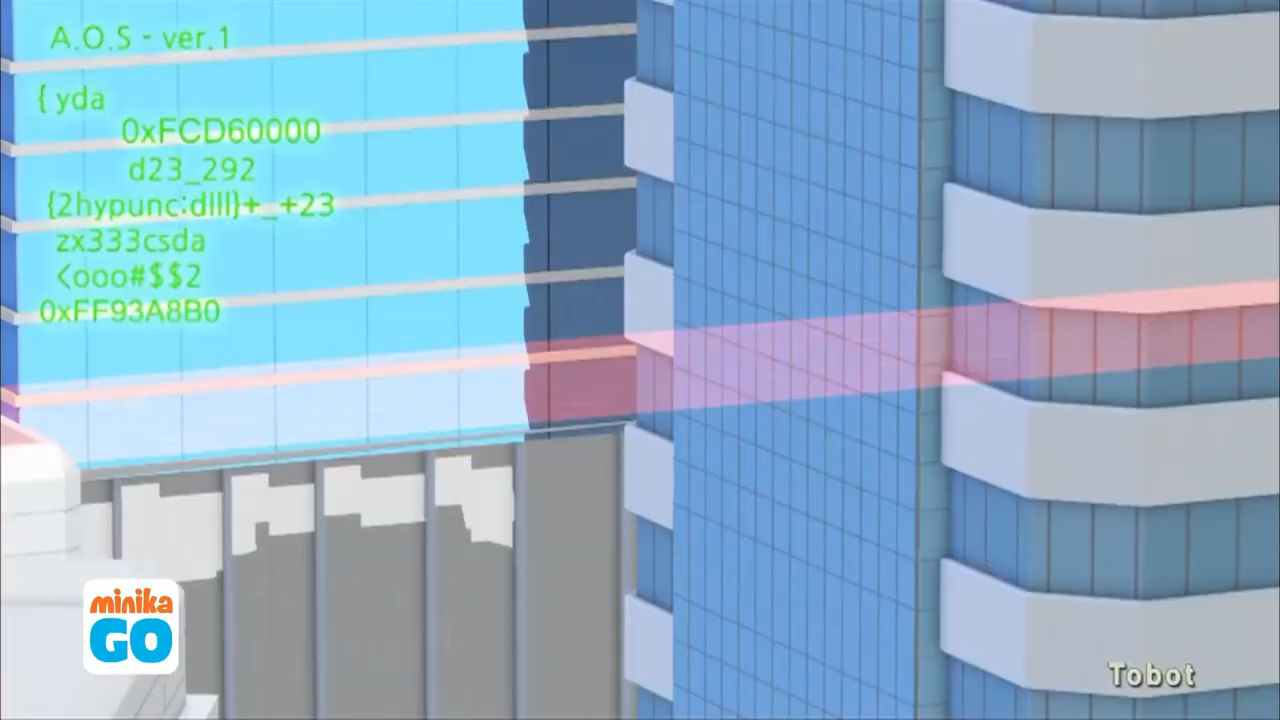 A.O.S - ver.1
{ yda
0xFCD60000
d23_292
{2hypunc:dlll}+_+23
zx333csda
<ooo#$$2
0xFF93A8B0
minika
GO
Tobot